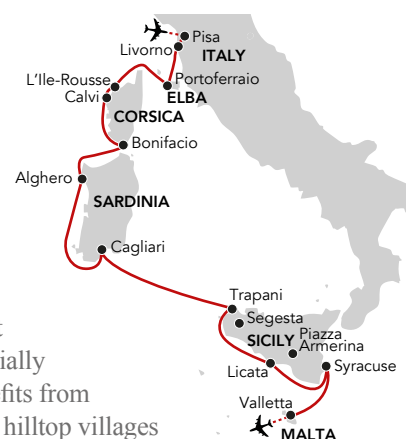 Pisa
Livorno
ITALY
L'Ile-Rousse
Calvi
Portoferraio
ELBA
CORSICA
Bonifacio
Alghero
SARDINIA
Cagliari
Trapani
Segesta
SICILY
Piazza
Armerina
Licata
Syracuse
Valletta
MALTA
t
ially
efits from
hilltop villages